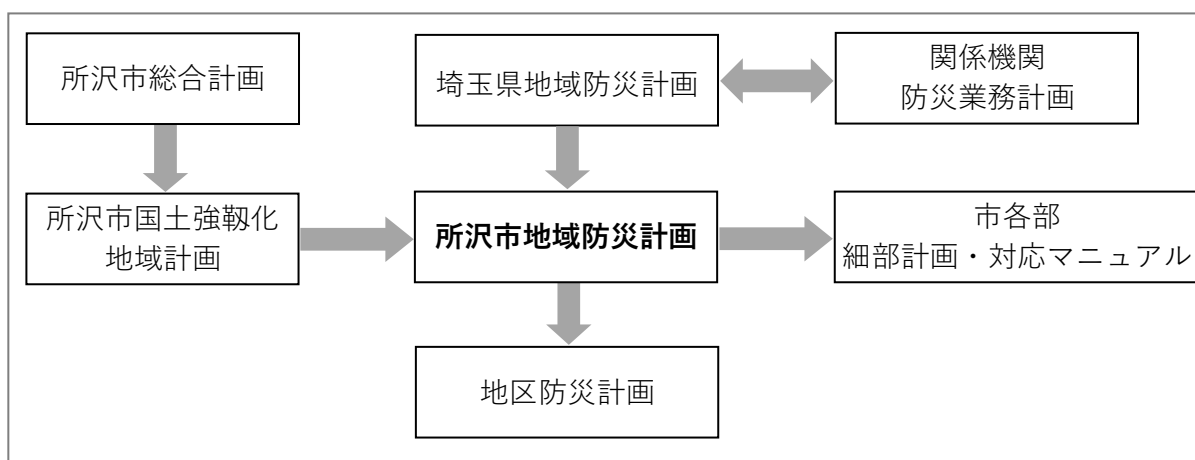 所沢市総合計画
埼玉県地域防災計画
関係機関
防災業務計画
所沢市国土強靱化
地域計画
所沢市地域防災計画
市各部
細部計画・対応マニュアル
地区防災計画